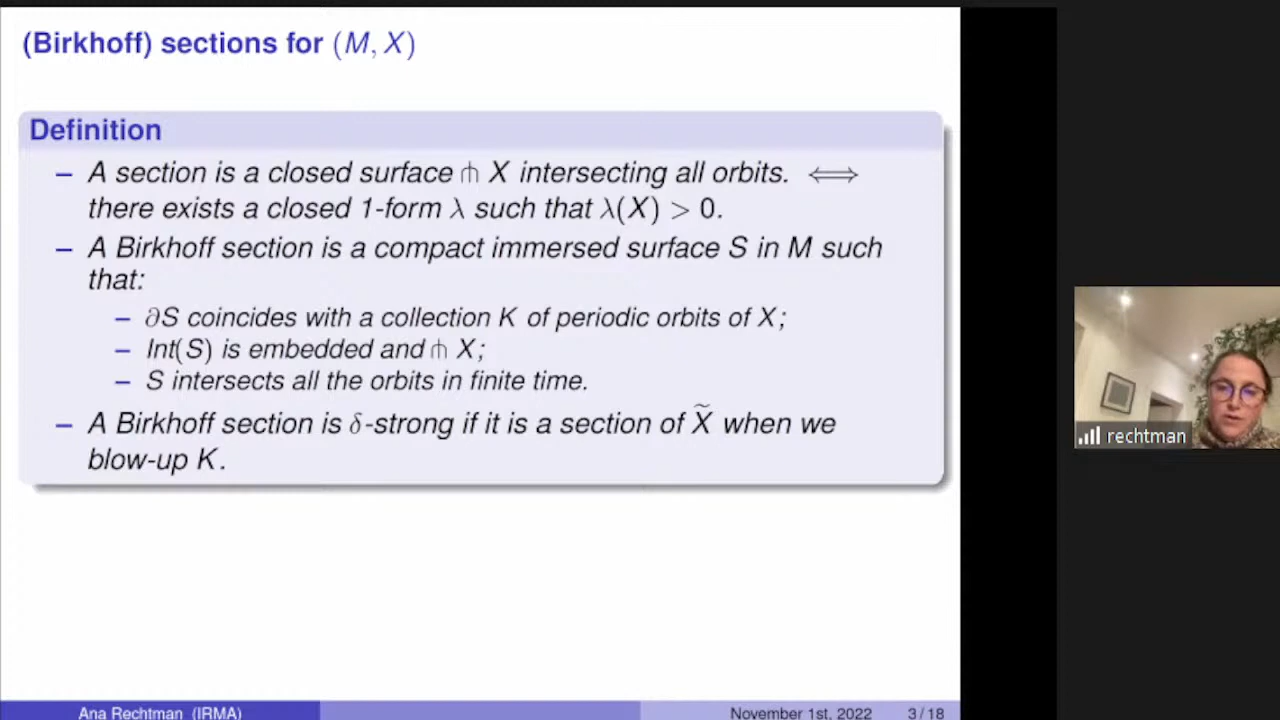 (Birkhoff) sections for (M, X)
Definition
– A section is a closed surface ⋔ X intersecting all orbits. ⟺
there exists a closed 1-form λ such that λ(X) > 0.
– A Birkhoff section is a compact immersed surface S in M such
that:
– ∂S coincides with a collection K of periodic orbits of X;
– Int(S) is embedded and ⋔ X;
– S intersects all the orbits in finite time.
– A Birkhoff section is δ-strong if it is a section of X̃ when we
blow-up K.
rechtman
Ana Rechtman (IRMA) November 1st, 2022 3 / 18